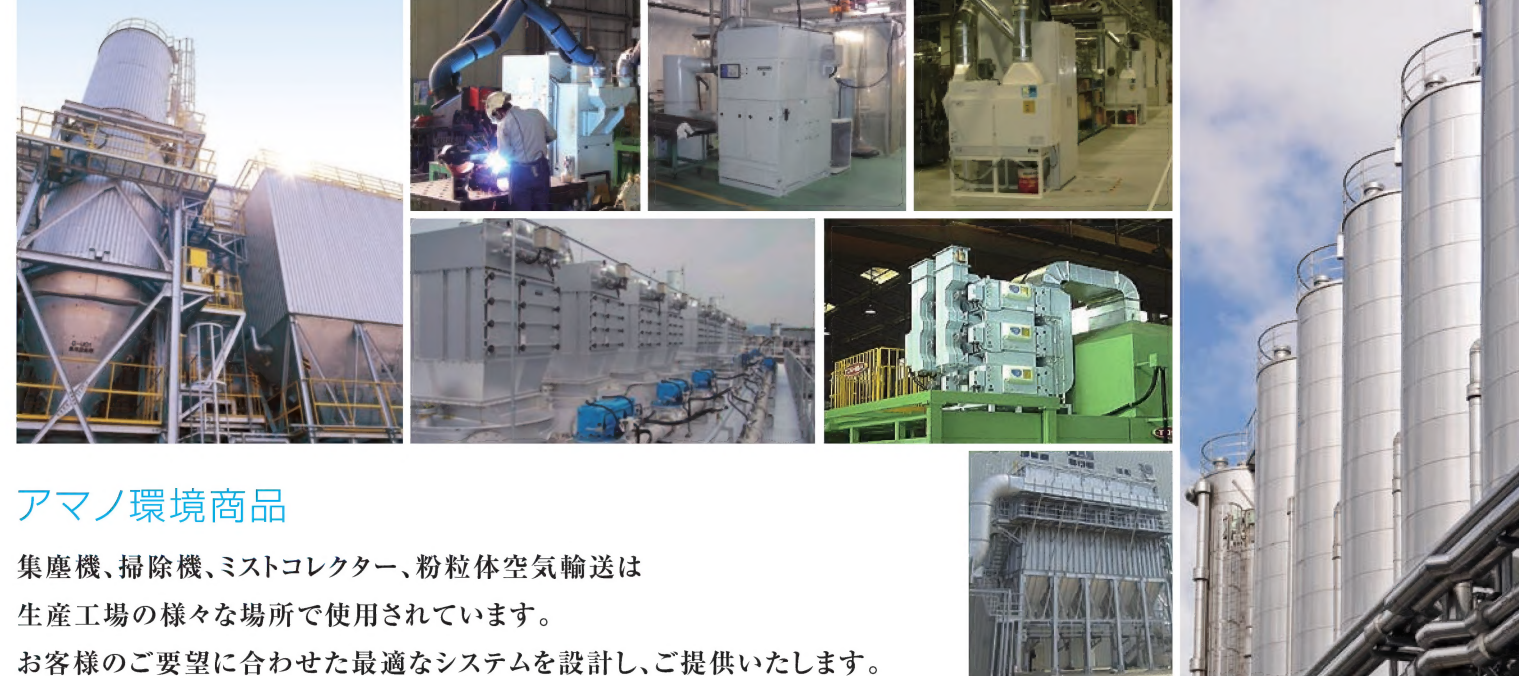 アマノ環境商品
集塵機、掃除機、ミストコレクター、粉粒体空気輸送は
生産工場の様々な場所で使用されています。
お客様のご要望に合わせた最適なシステムを設計し、ご提供いたします。